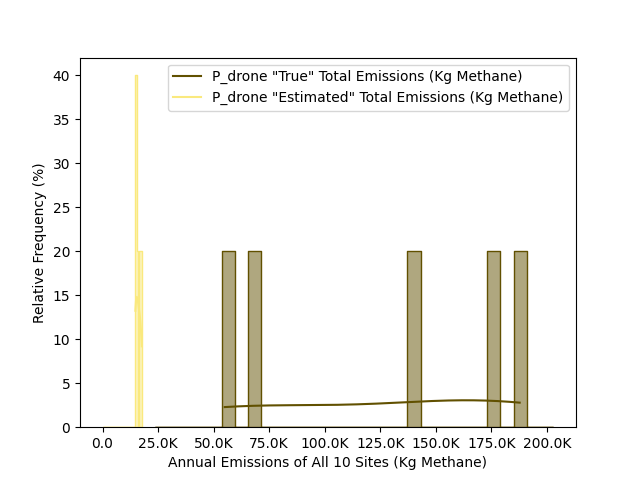 P_drone "True" Total Emissions (Kg Methane)
P_drone "Estimated" Total Emissions (Kg Methane)
40
35
30
25
20
15
10
5
0
Relative Frequency (%)
0.0 25.0K 50.0K 75.0K 100.0K 125.0K 150.0K 175.0K 200.0K
Annual Emissions of All 10 Sites (Kg Methane)